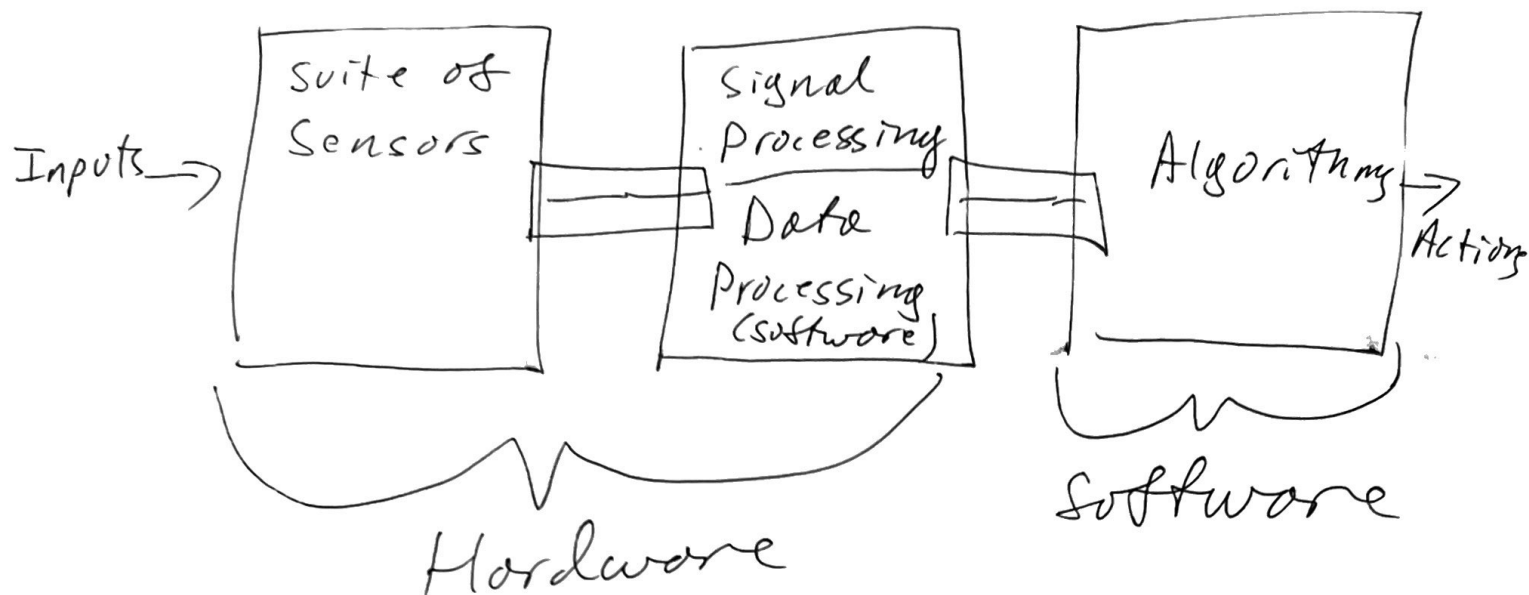 Inputs
suite of
Sensors
signal
Processing
Data
Processing
(software)
Algorithms
Actions
Hardware
software